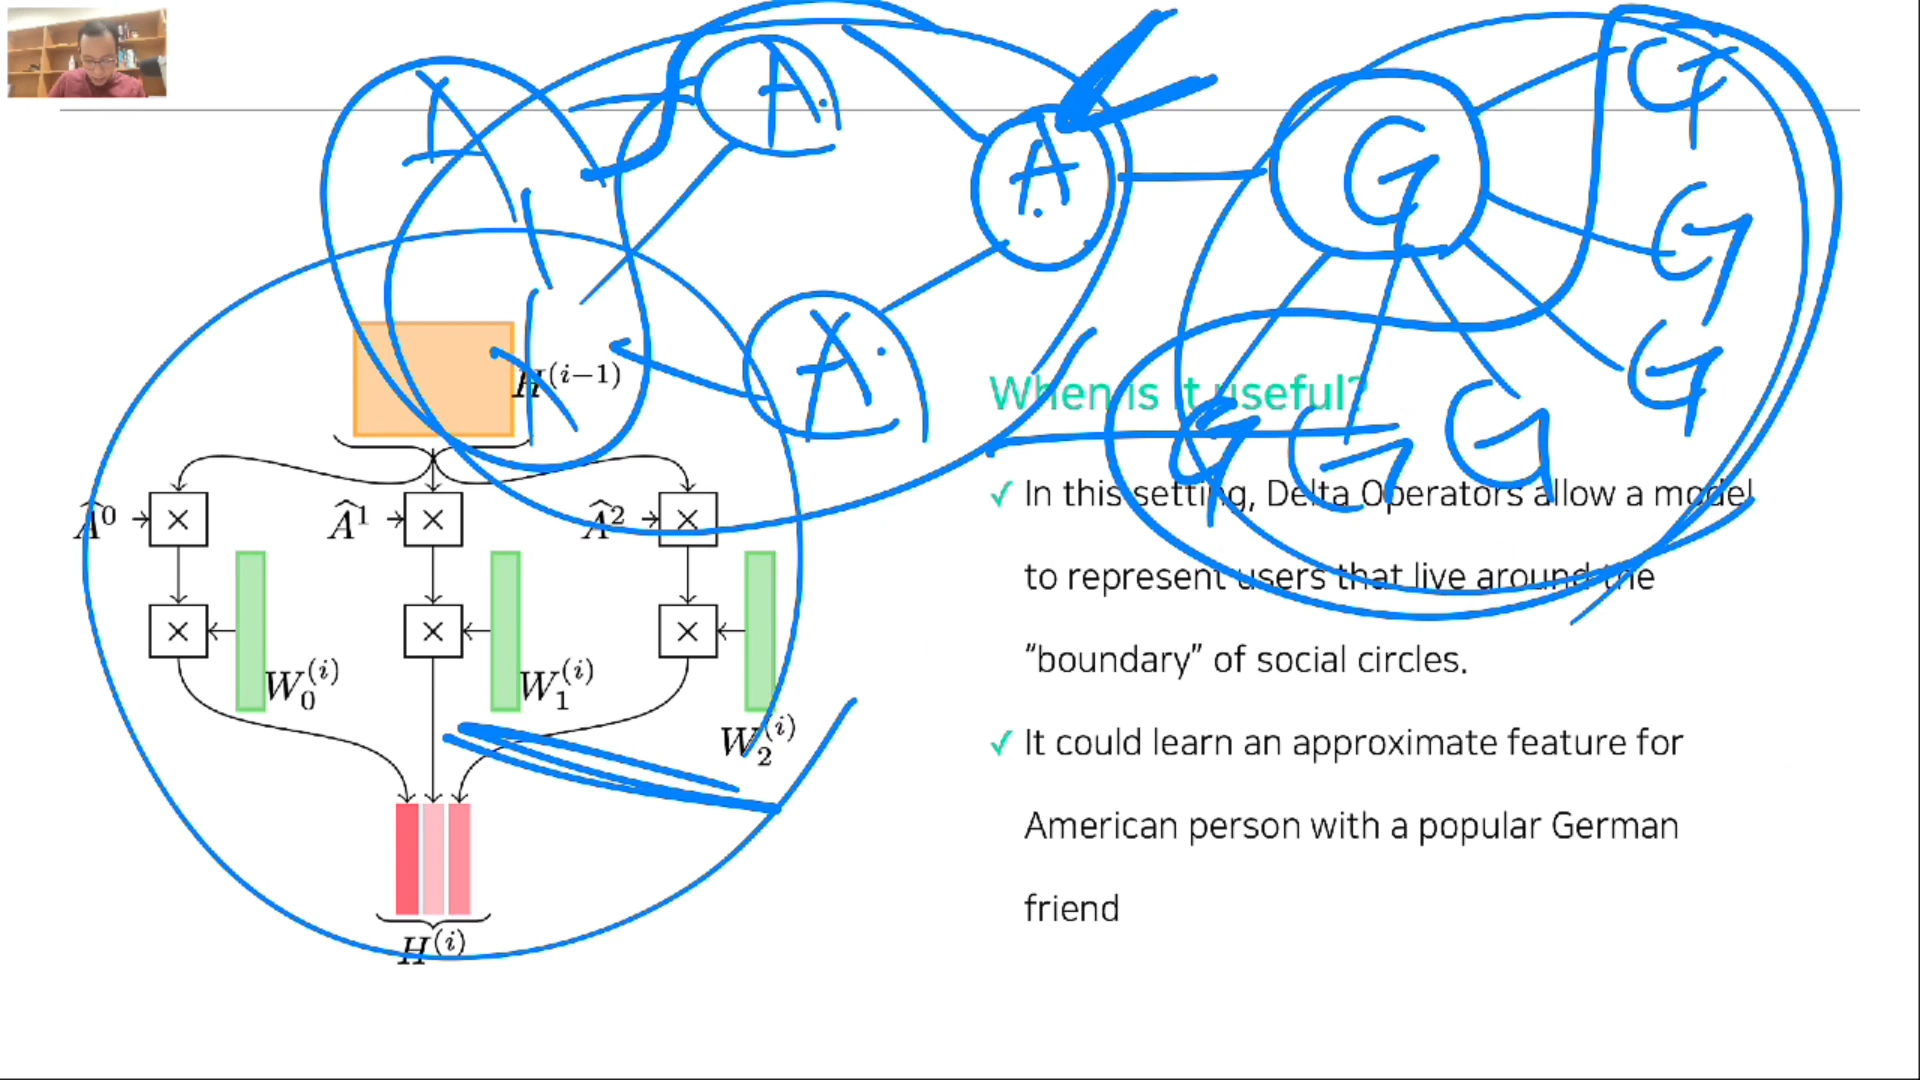 A
A
G
G
A
G
A
A
G
H^(i−1)
When is it useful?
G G G
Â^0 × Â^1 × Â^2 ×
✓ In this setting, Delta Operators allow a model
to represent users that live around the
"boundary" of social circles.
× × ×
W_0^(i) W_1^(i) W_2^(i)
✓ It could learn an approximate feature for
American person with a popular German
friend
H^(i)